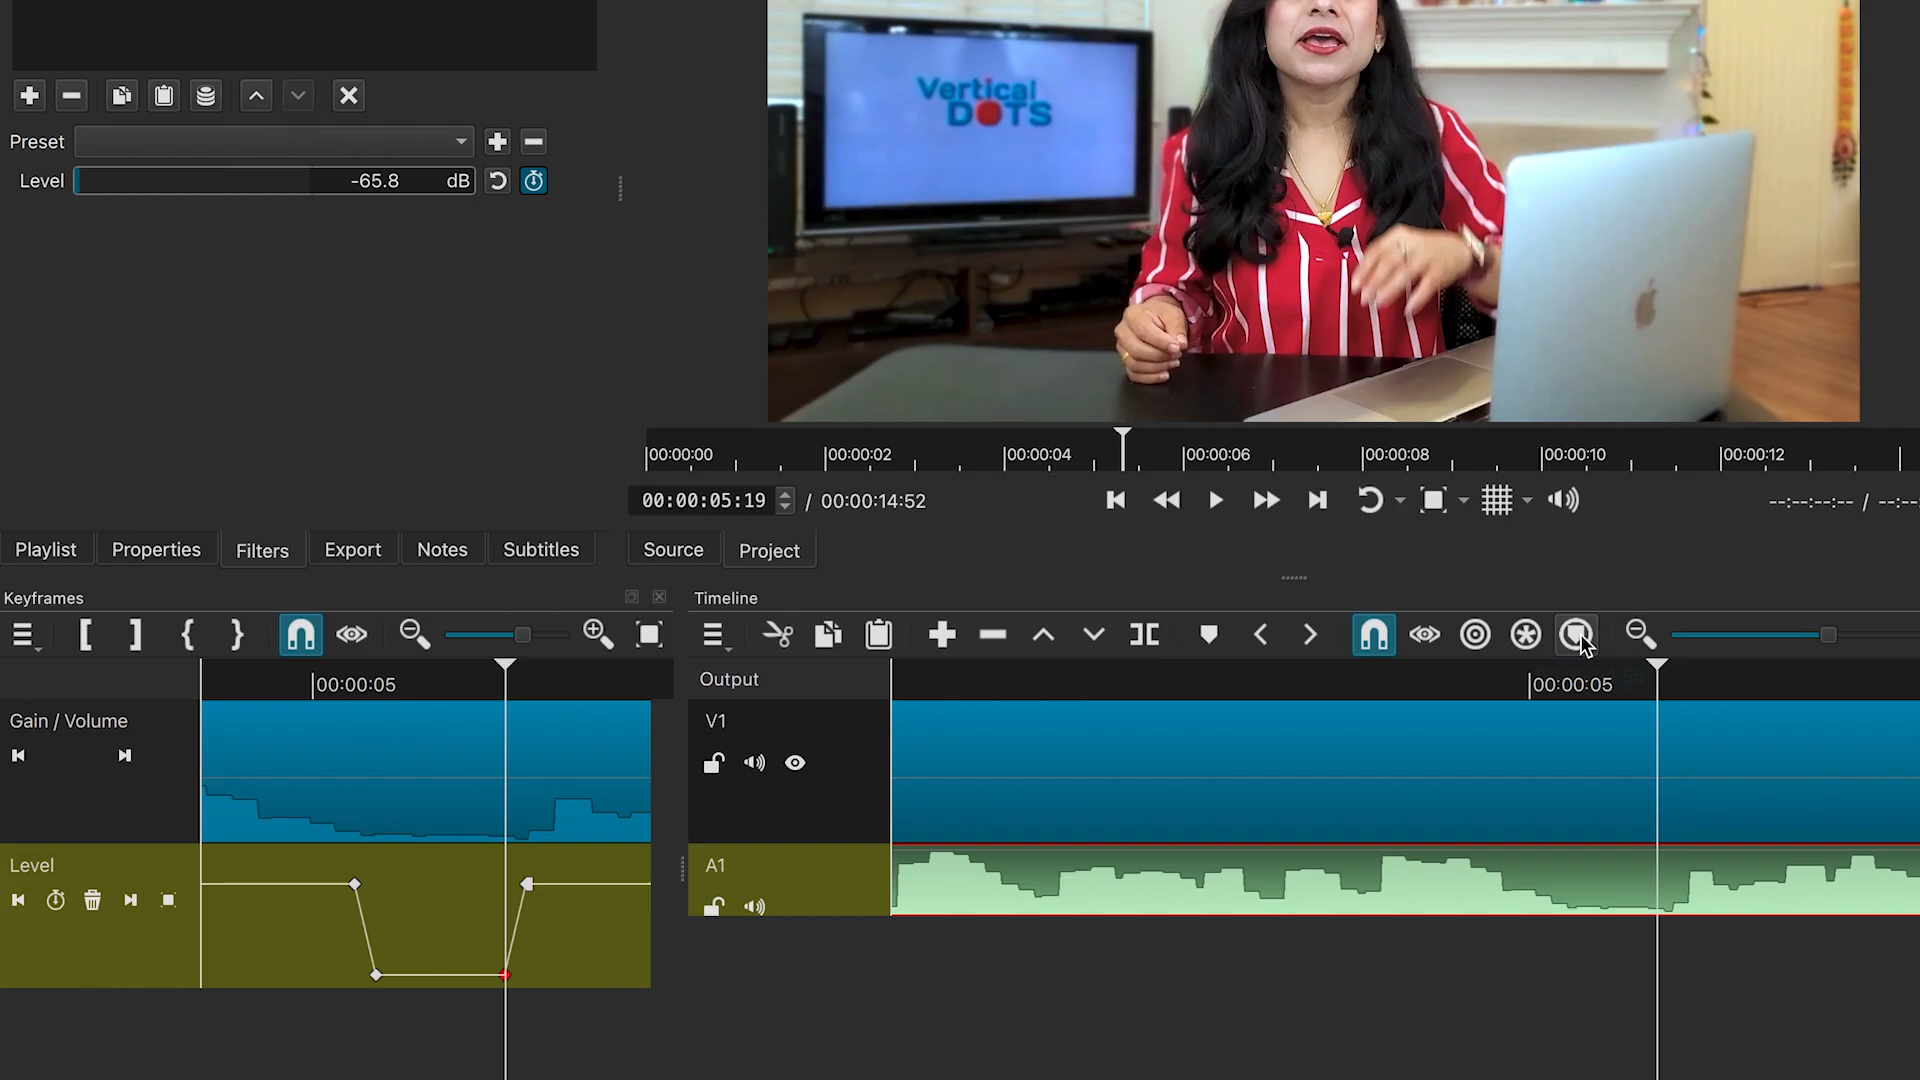 Vertical
DOTS
Preset
Level -65.8 dB
00:00:00 00:00:02 00:00:04 00:00:06 00:00:08 00:00:10 00:00:12
00:00:05:19 / 00:00:14:52
--:--:--:-- / --:--
Playlist Properties Filters Export Notes Subtitles
Source Project
Keyframes
Timeline
00:00:05
Output
00:00:05
Gain / Volume
V1
Level
A1